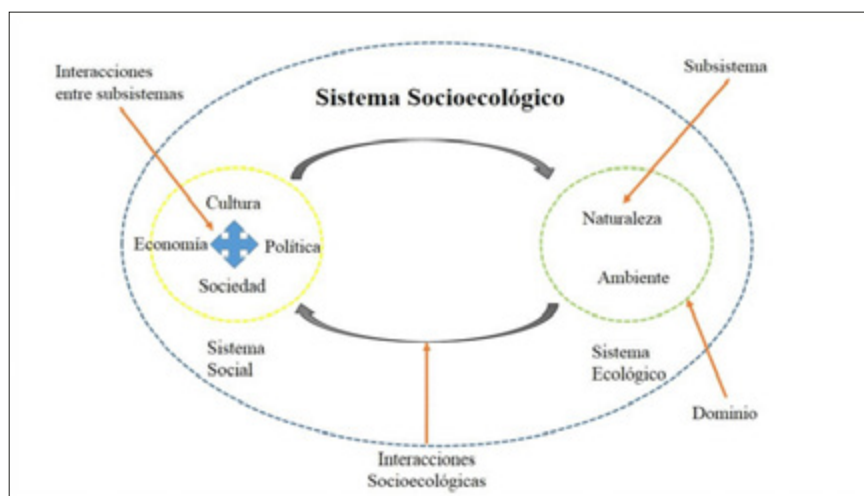 Interacciones
entre subsistemas
Subsistema
Sistema Socioecológico
Cultura
Economía
Política
Sociedad
Naturaleza
Ambiente
Sistema
Social
Sistema
Ecológico
Dominio
Interacciones
Socioecológicas